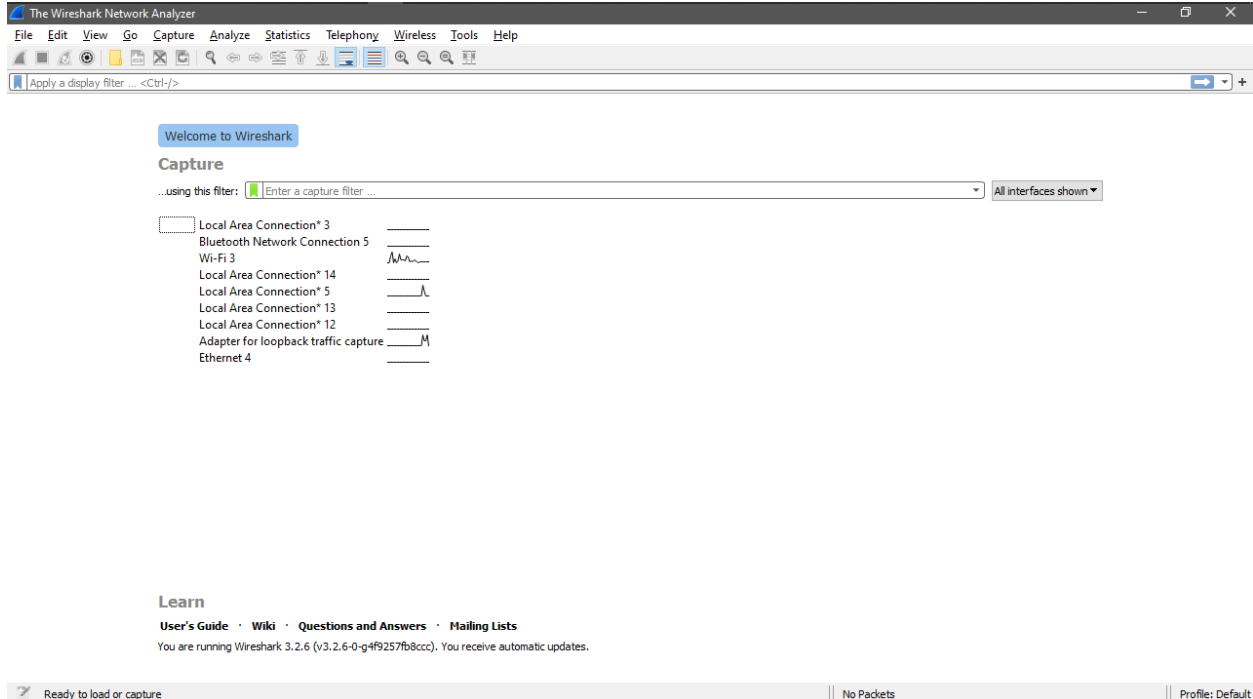 The Wireshark Network Analyzer
File Edit View Go Capture Analyze Statistics Telephony Wireless Tools Help
Apply a display filter ... <Ctrl-/>
Welcome to Wireshark
Capture
...using this filter: Enter a capture filter ... All interfaces shown
Local Area Connection* 3
Bluetooth Network Connection 5
Wi-Fi 3
Local Area Connection* 14
Local Area Connection* 5
Local Area Connection* 13
Local Area Connection* 12
Adapter for loopback traffic capture
Ethernet 4
Learn
User's Guide · Wiki · Questions and Answers · Mailing Lists
You are running Wireshark 3.2.6 (v3.2.6-0-g4f9257fb8ccc). You receive automatic updates.
Ready to load or capture No Packets Profile: Default